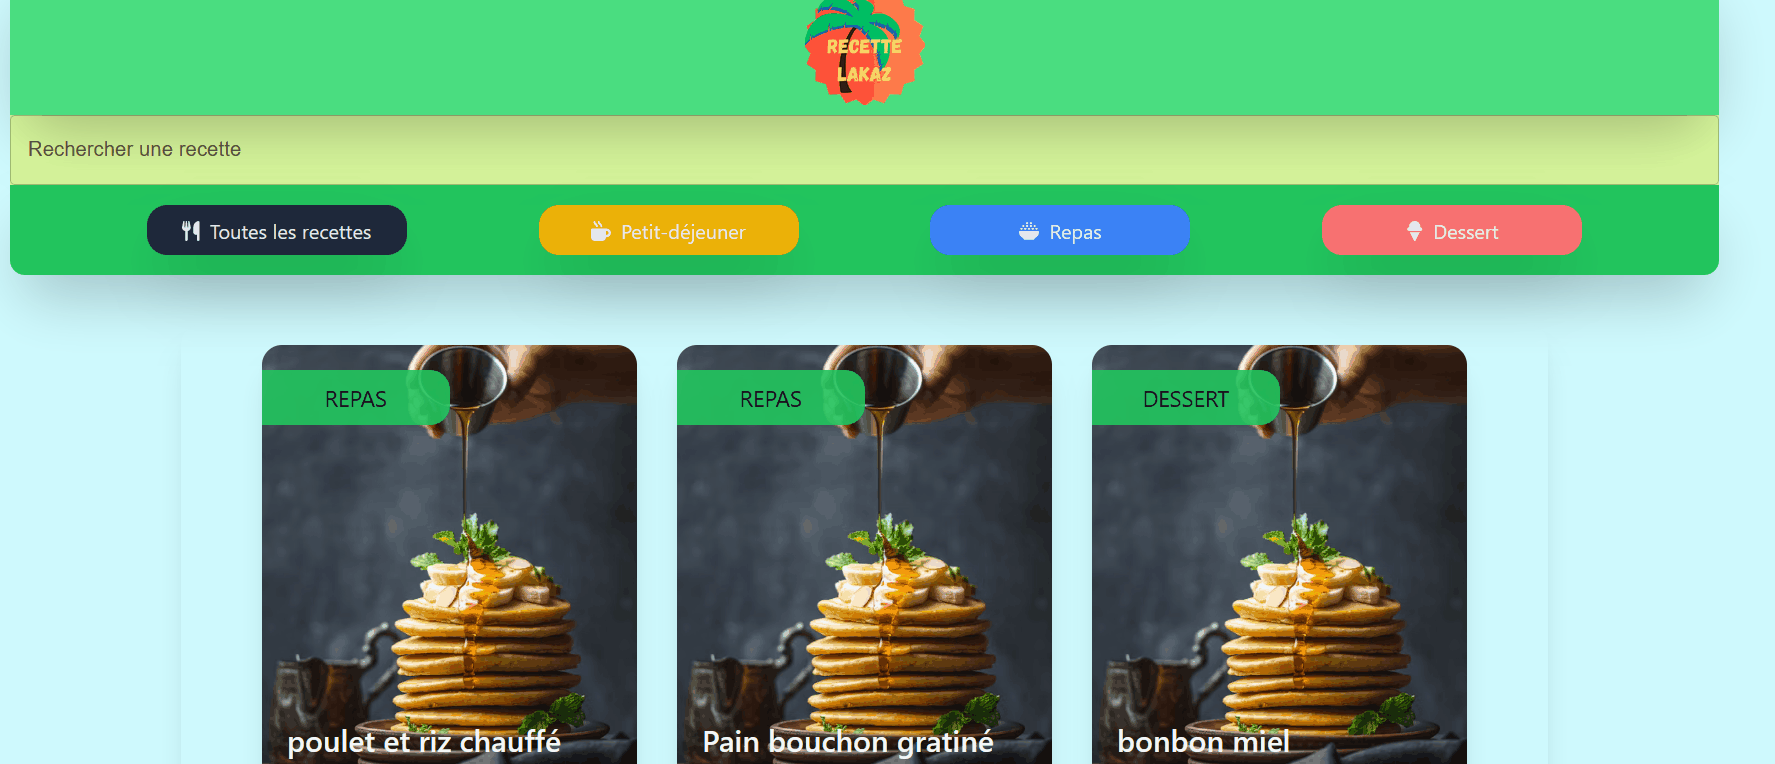 RECETTE
LAKAZ
Rechercher une recette
Toutes les recettes
Petit-déjeuner
Repas
Dessert
REPAS
REPAS
DESSERT
poulet et riz chauffé
Pain bouchon gratiné
bonbon miel